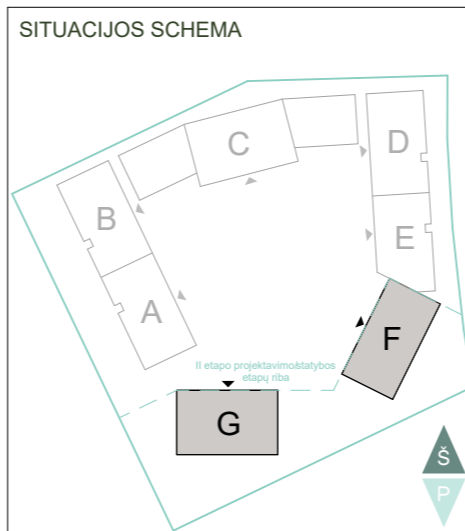 SITUACIJOS SCHEMA
C
D
B
E
A
F
II etapo projektavimo/statybos
etapų riba
G
Š
P